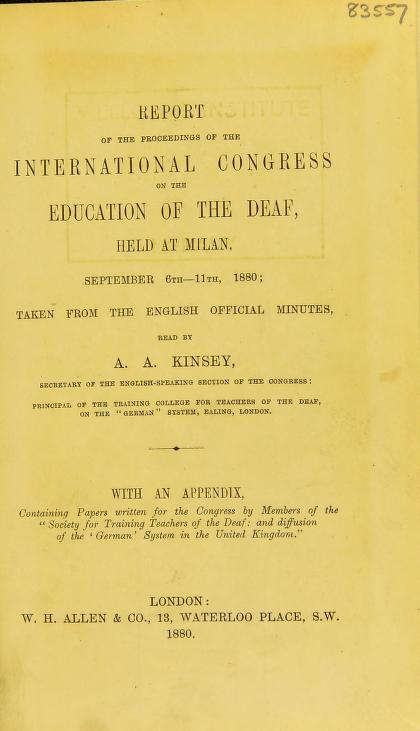 83557
REPORT
OF THE PROCEEDINGS OF THE
INTERNATIONAL CONGRESS
ON THE
EDUCATION OF THE DEAF,
HELD AT MILAN,
SEPTEMBER 6TH—11TH, 1880;
TAKEN FROM THE ENGLISH OFFICIAL MINUTES,
READ BY
A. A. KINSEY,
SECRETARY OF THE ENGLISH-SPEAKING SECTION OF THE CONGRESS:
PRINCIPAL OF THE TRAINING COLLEGE FOR TEACHERS OF THE DEAF,
ON THE "GERMAN" SYSTEM, EALING, LONDON.
WITH AN APPENDIX,
Containing Papers written for the Congress by Members of the
"Society for Training Teachers of the Deaf: and diffusion
of the 'German' System in the United Kingdom."
LONDON:
W. H. ALLEN & CO., 13, WATERLOO PLACE, S.W.
1880.